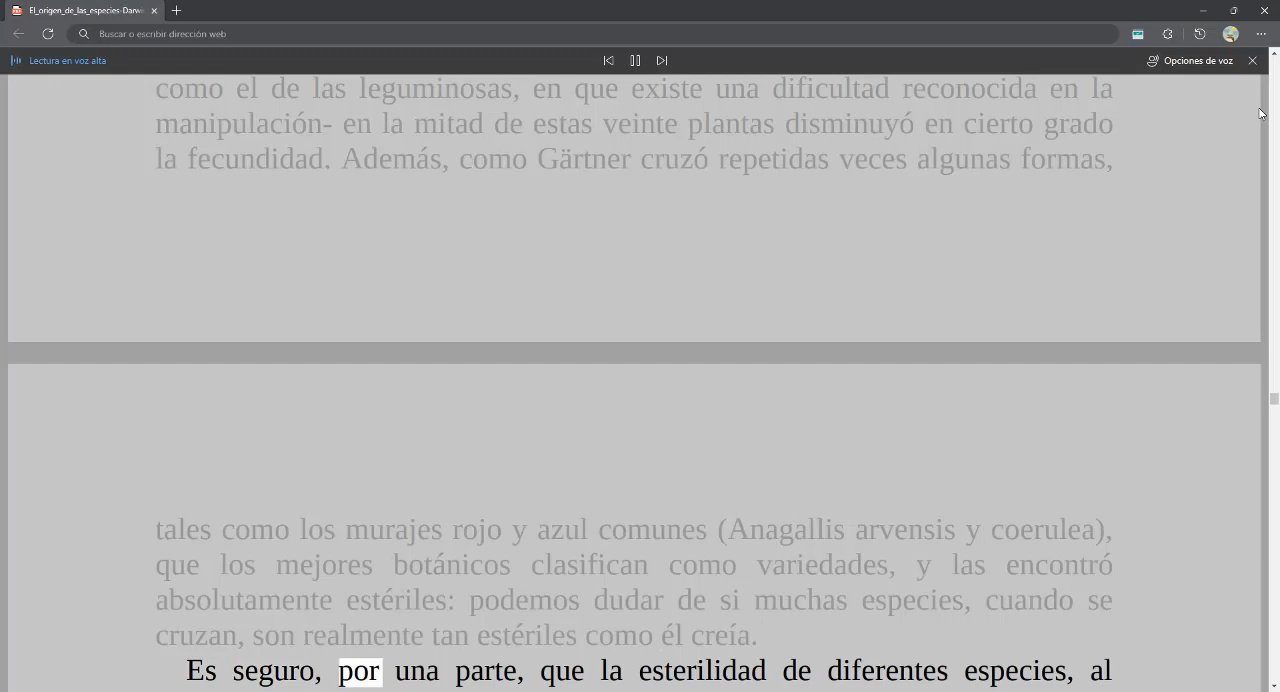 El_origen_de_las_especies-Darw
Buscar o escribir dirección web
Lectura en voz alta
Opciones de voz
como el de las leguminosas, en que existe una dificultad reconocida en la
manipulación- en la mitad de estas veinte plantas disminuyó en cierto grado
la fecundidad. Además, como Gärtner cruzó repetidas veces algunas formas,
tales como los murajes rojo y azul comunes (Anagallis arvensis y coerulea),
que los mejores botánicos clasifican como variedades, y las encontró
absolutamente estériles: podemos dudar de si muchas especies, cuando se
cruzan, son realmente tan estériles como él creía.
Es seguro, por una parte, que la esterilidad de diferentes especies, al